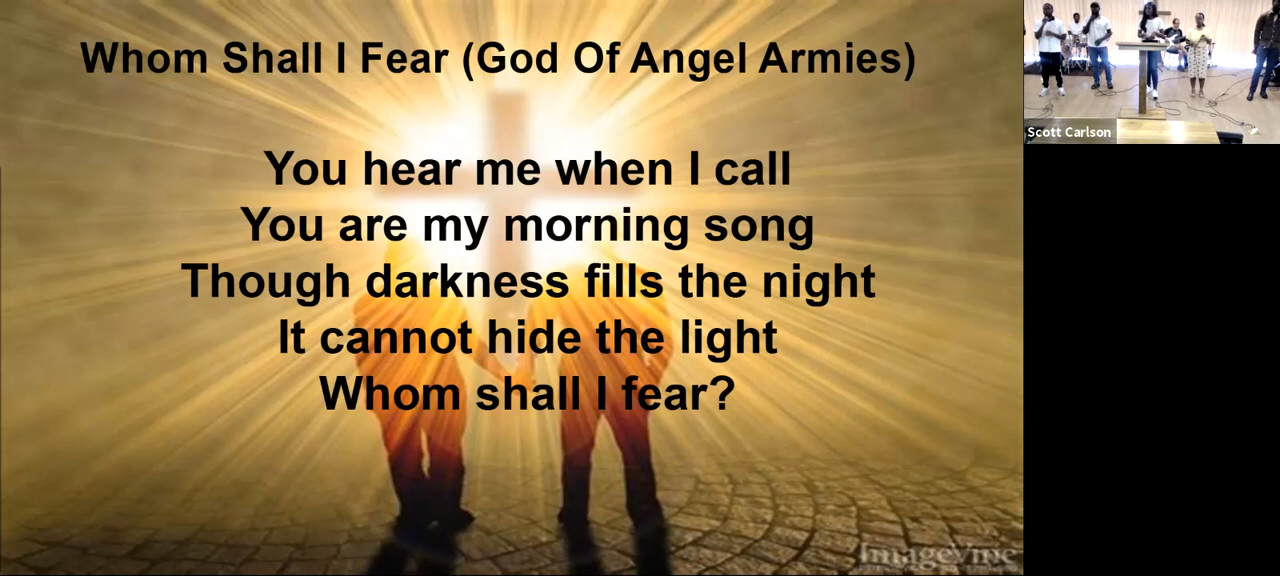 Whom Shall I Fear (God Of Angel Armies)
You hear me when I call
You are my morning song
Though darkness fills the night
It cannot hide the light
Whom shall I fear?
Scott Carlson
ImageVine